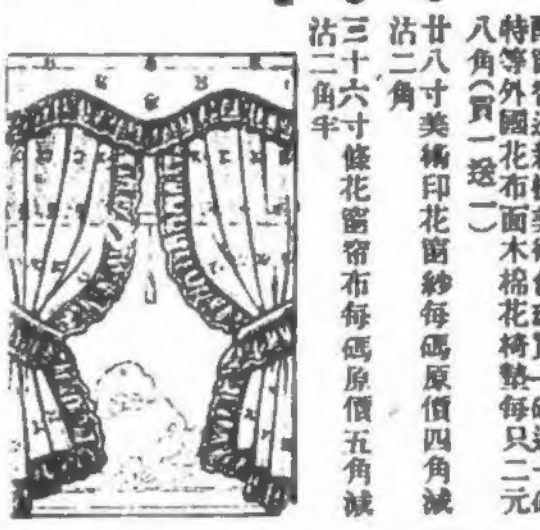 特等外國花布面木棉花椅墊每只二元
八角(買一送一)
廿八寸美術印花窗紗每碼原價四角減
沽二角
三十六寸條花窗帘布每碼原價五角減
沽二角半